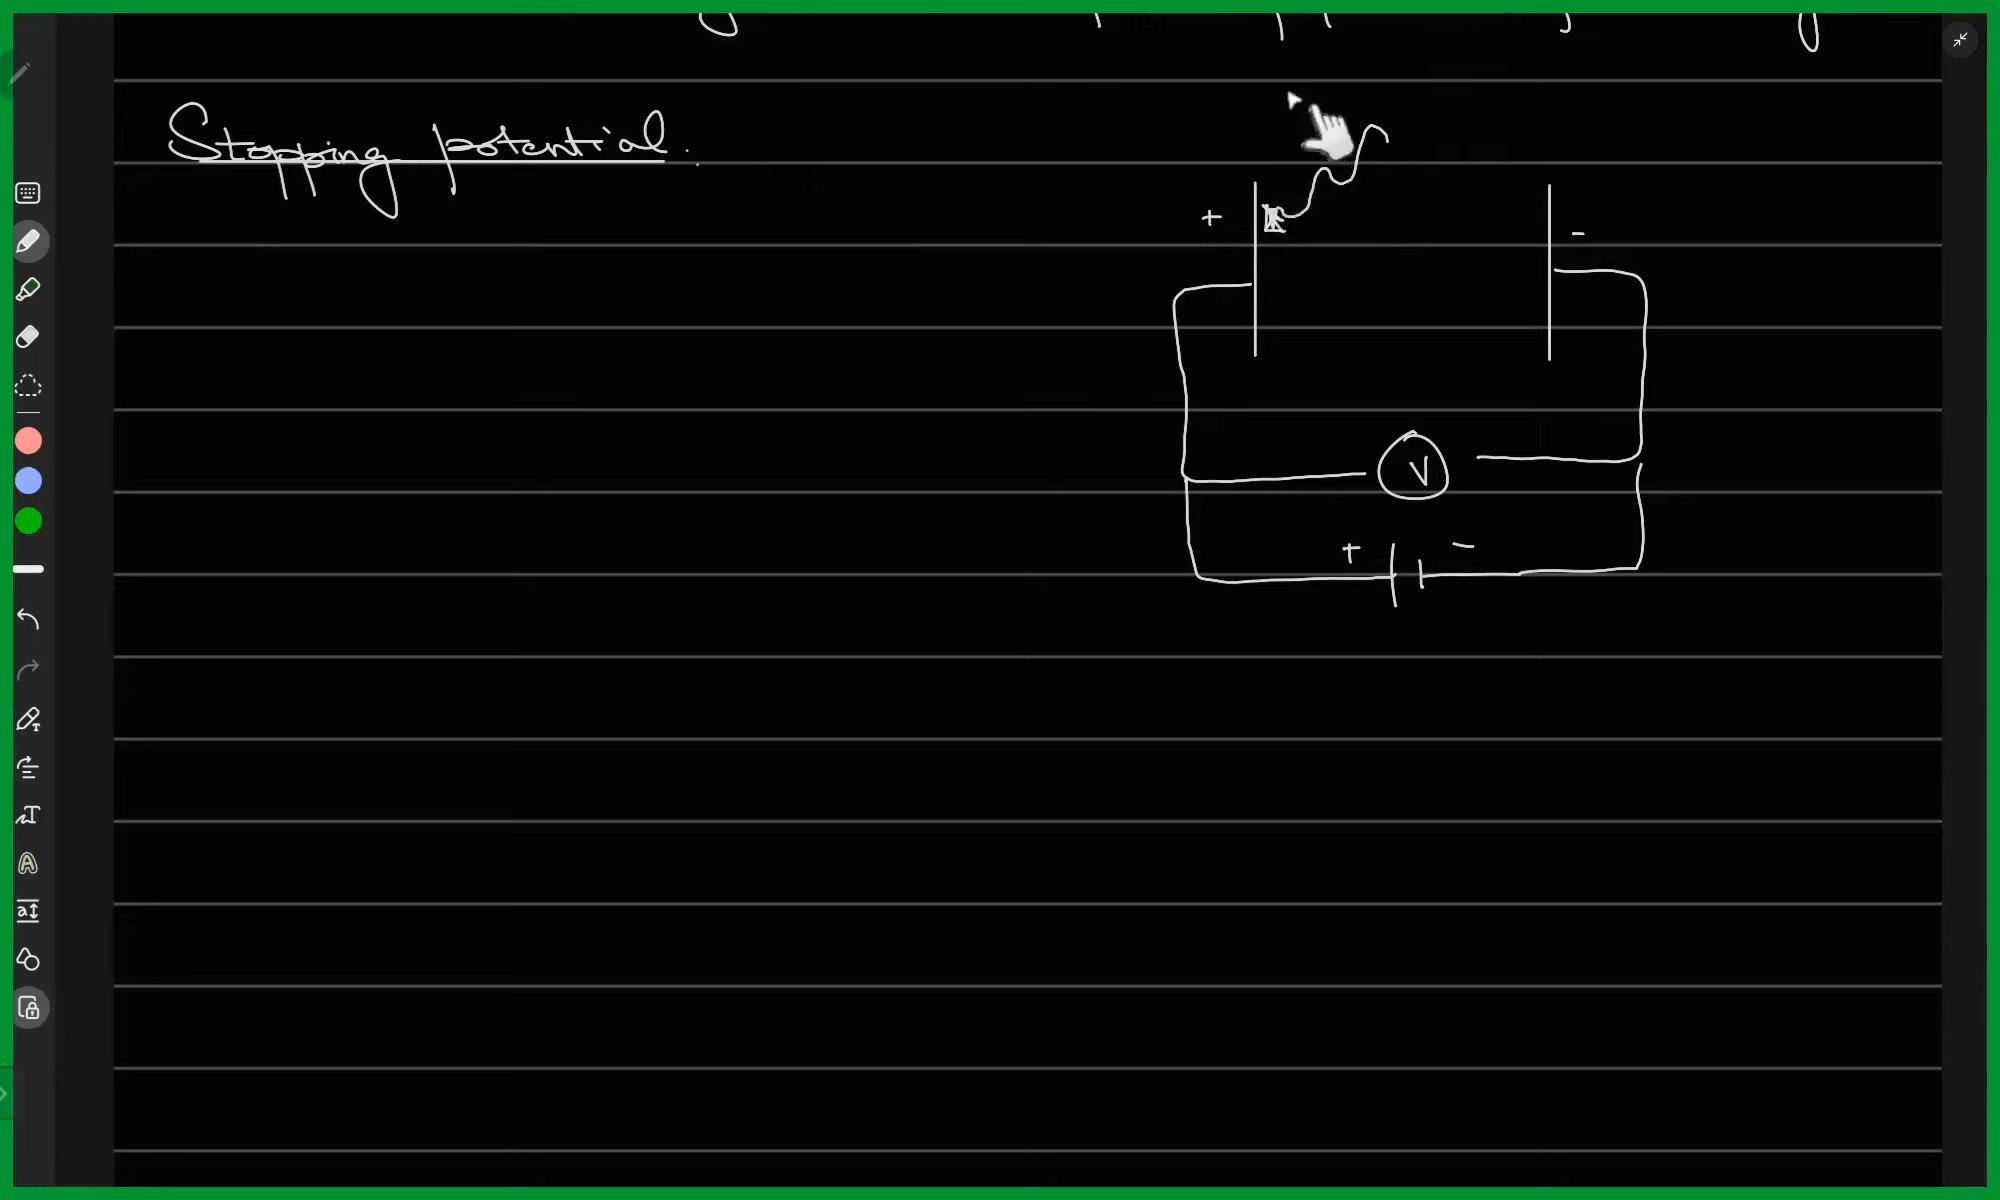 Stopping potential.
+ -
V
+ -